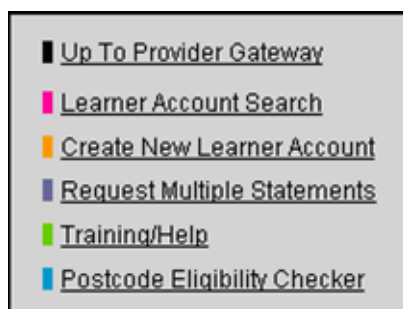 Up To Provider Gateway
Learner Account Search
Create New Learner Account
Request Multiple Statements
Training/Help
Postcode Eligibility Checker